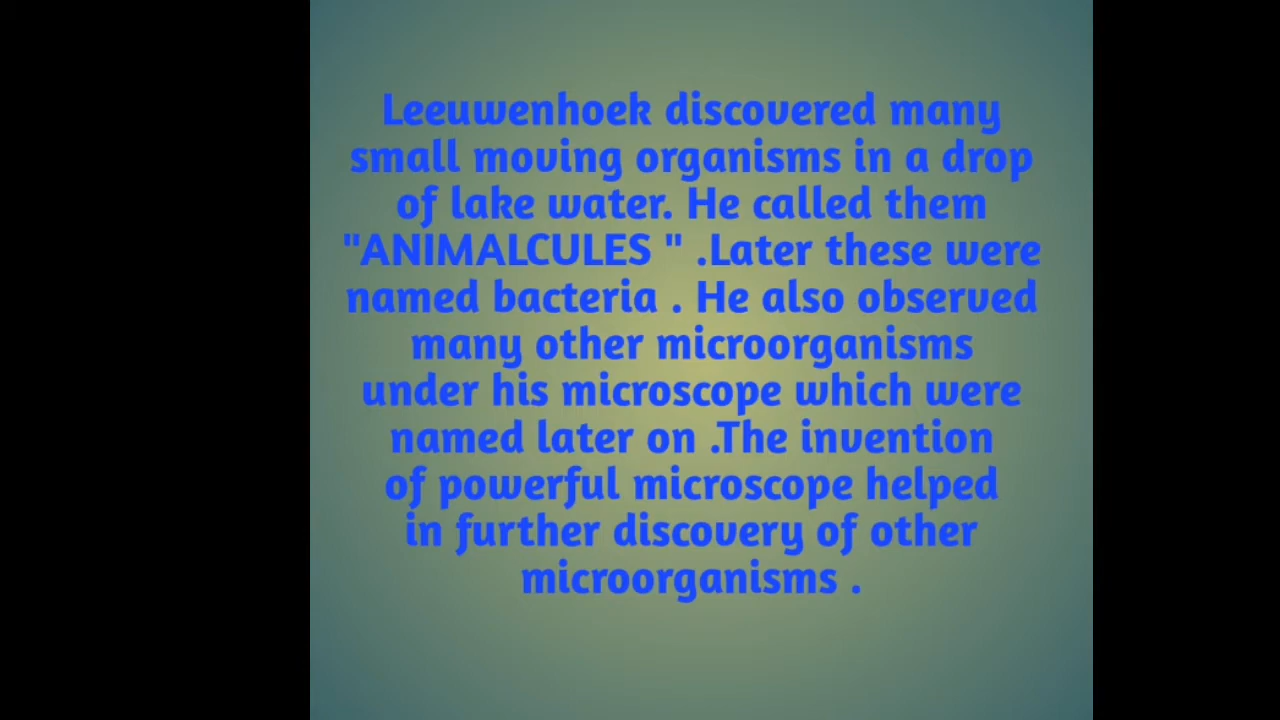 Leeuwenhoek discovered many
small moving organisms in a drop
of lake water. He called them
"ANIMALCULES " .Later these were
named bacteria . He also observed
many other microorganisms
under his microscope which were
named later on .The invention
of powerful microscope helped
in further discovery of other
microorganisms .